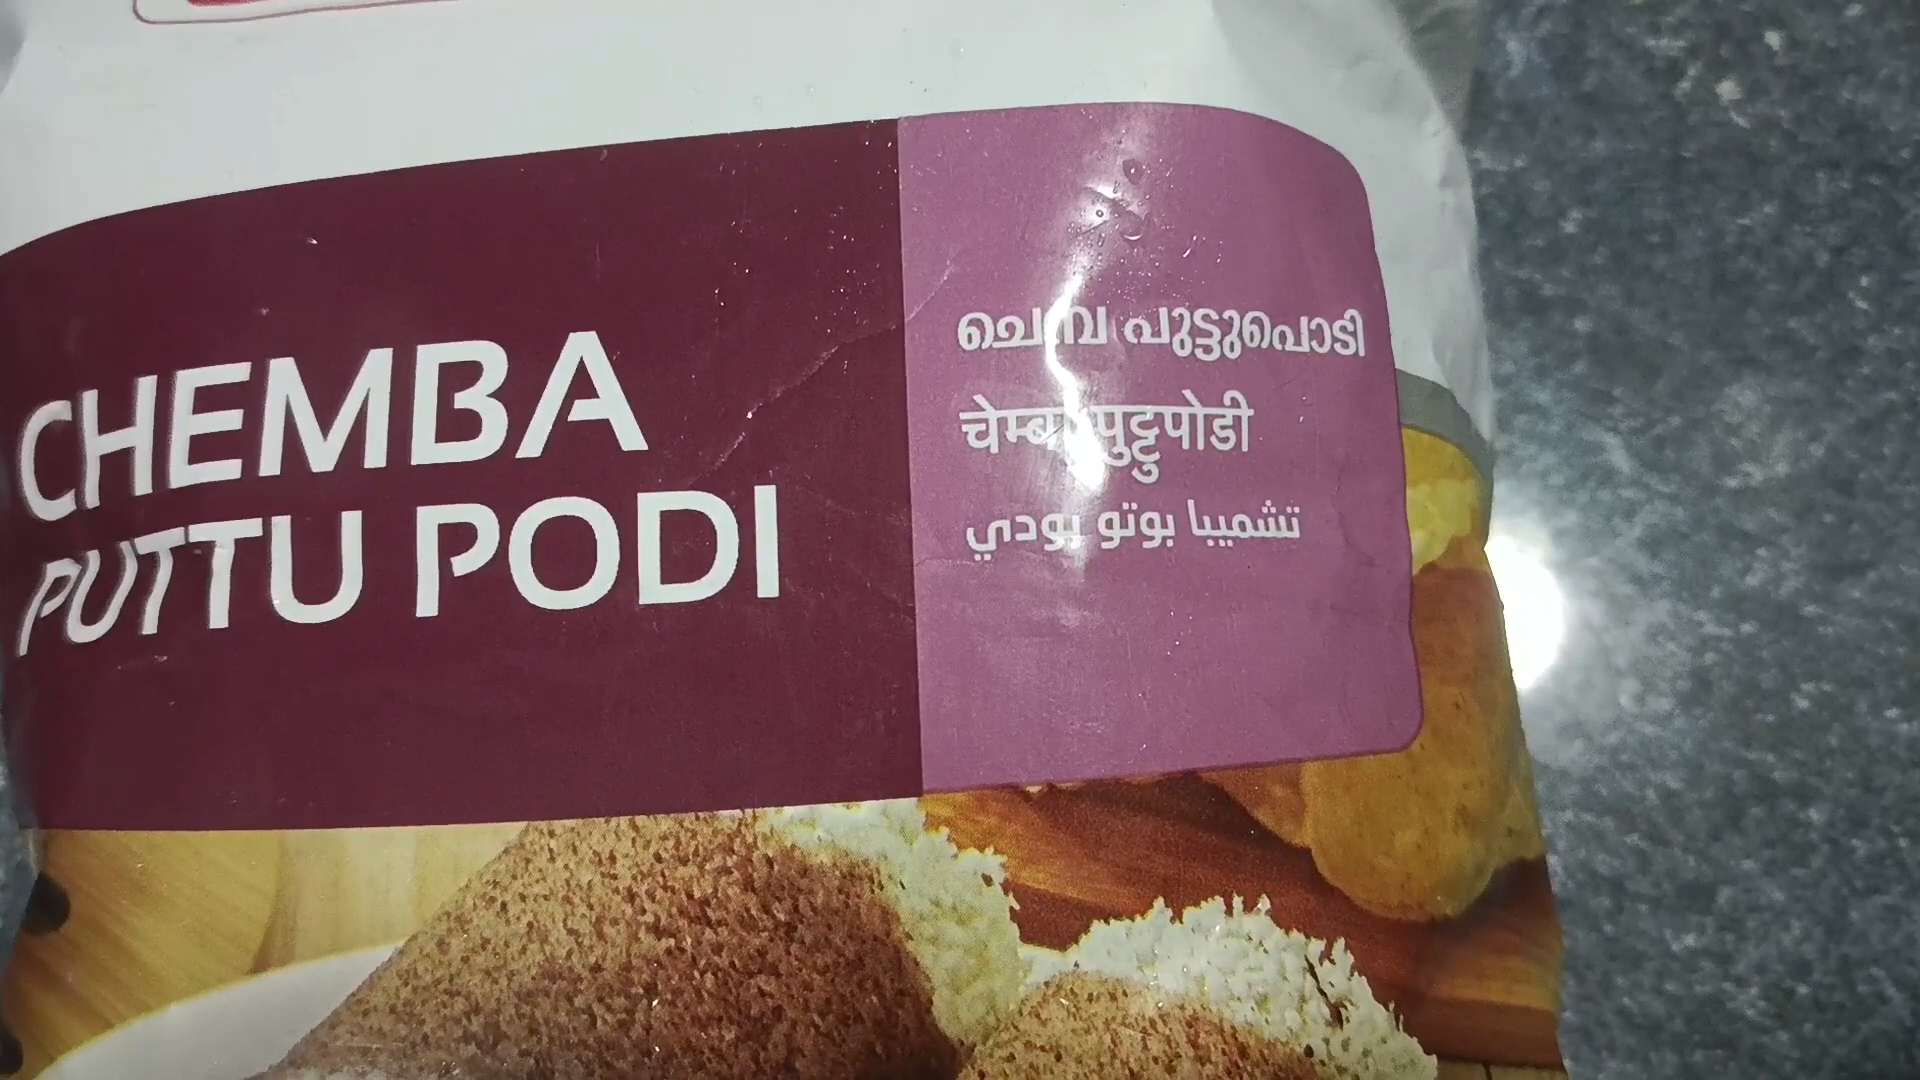 CHEMBA
PUTTU PODI
ചെമ്പ പുട്ടുപൊടി
चेम्बा पुट्टुपोडी
تشميبا بوتو بودي